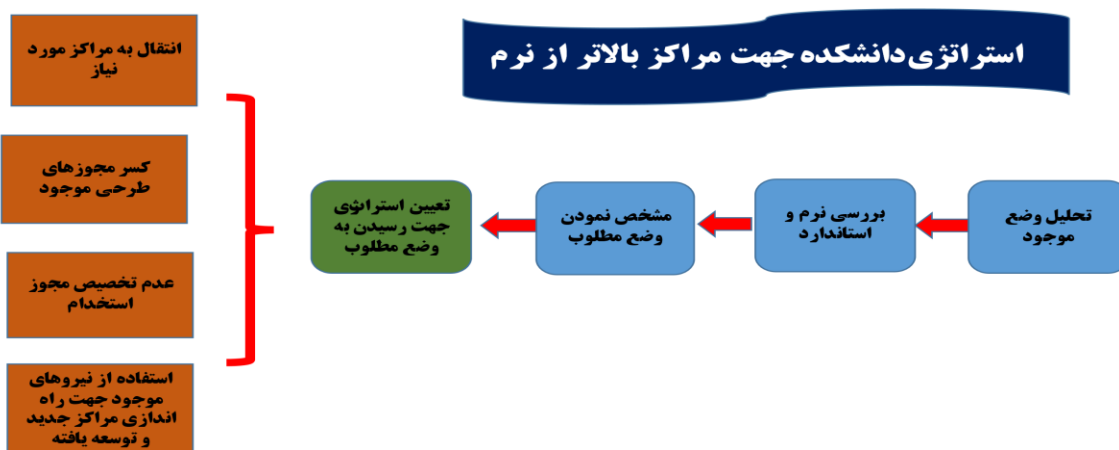 استراتژی دانشکده جهت مراکز بالاتر از نرم
تحلیل وضع
موجود
بررسی نرم و
استاندارد
مشخص نمودن
وضع مطلوب
تعیین استراتژی
جهت رسیدن به
وضع مطلوب
انتقال به مراکز مورد
نیاز
کسر مجوزهای
طرحی موجود
عدم تخصیص مجوز
استخدام
استفاده از نیروهای
موجود جهت راه
اندازی مراکز جدید
و توسعه یافته